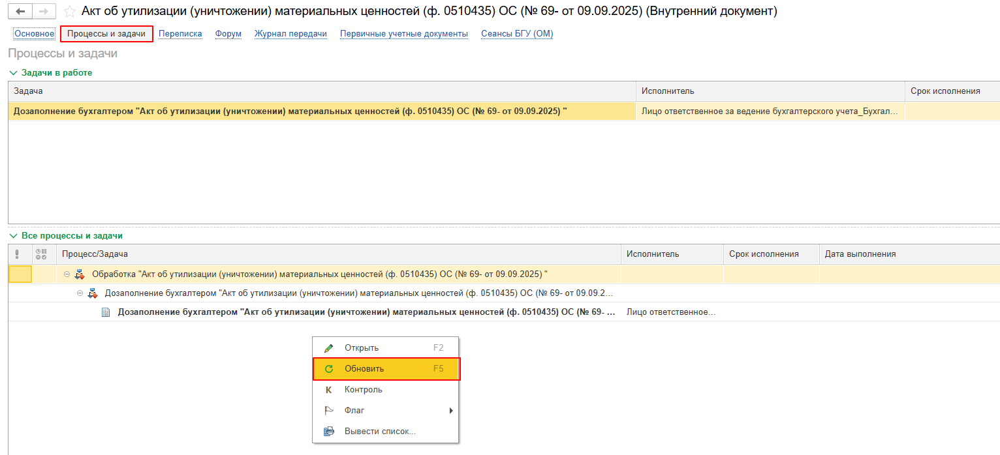 Акт об утилизации (уничтожении) материальных ценностей (ф. 0510435) ОС (№ 69- от 09.09.2025) (Внутренний документ)
Основное Процессы и задачи Переписка Форум Журнал передачи Первичные учетные документы Сеансы БГУ (ОМ)
Процессы и задачи
Задачи в работе
Задача Исполнитель Срок исполнения
Дозаполнение бухгалтером "Акт об утилизации (уничтожении) материальных ценностей (ф. 0510435) ОС (№ 69- от 09.09.2025) " Лицо ответственное за ведение бухгалтерского учета_Бухгал...
Все процессы и задачи
Процесс/Задача Исполнитель Срок исполнения Дата выполнения
Обработка "Акт об утилизации (уничтожении) материальных ценностей (ф. 0510435) ОС (№ 69- от 09.09.2025) "
Дозаполнение бухгалтером "Акт об утилизации (уничтожении) материальных ценностей (ф. 0510435) ОС (№ 69- от 09.09.2...
Дозаполнение бухгалтером "Акт об утилизации (уничтожении) материальных ценностей (ф. 0510435) ОС (№ 69- ... Лицо ответственное...
Открыть F2
Обновить F5
К Контроль
Флаг
Вывести список...